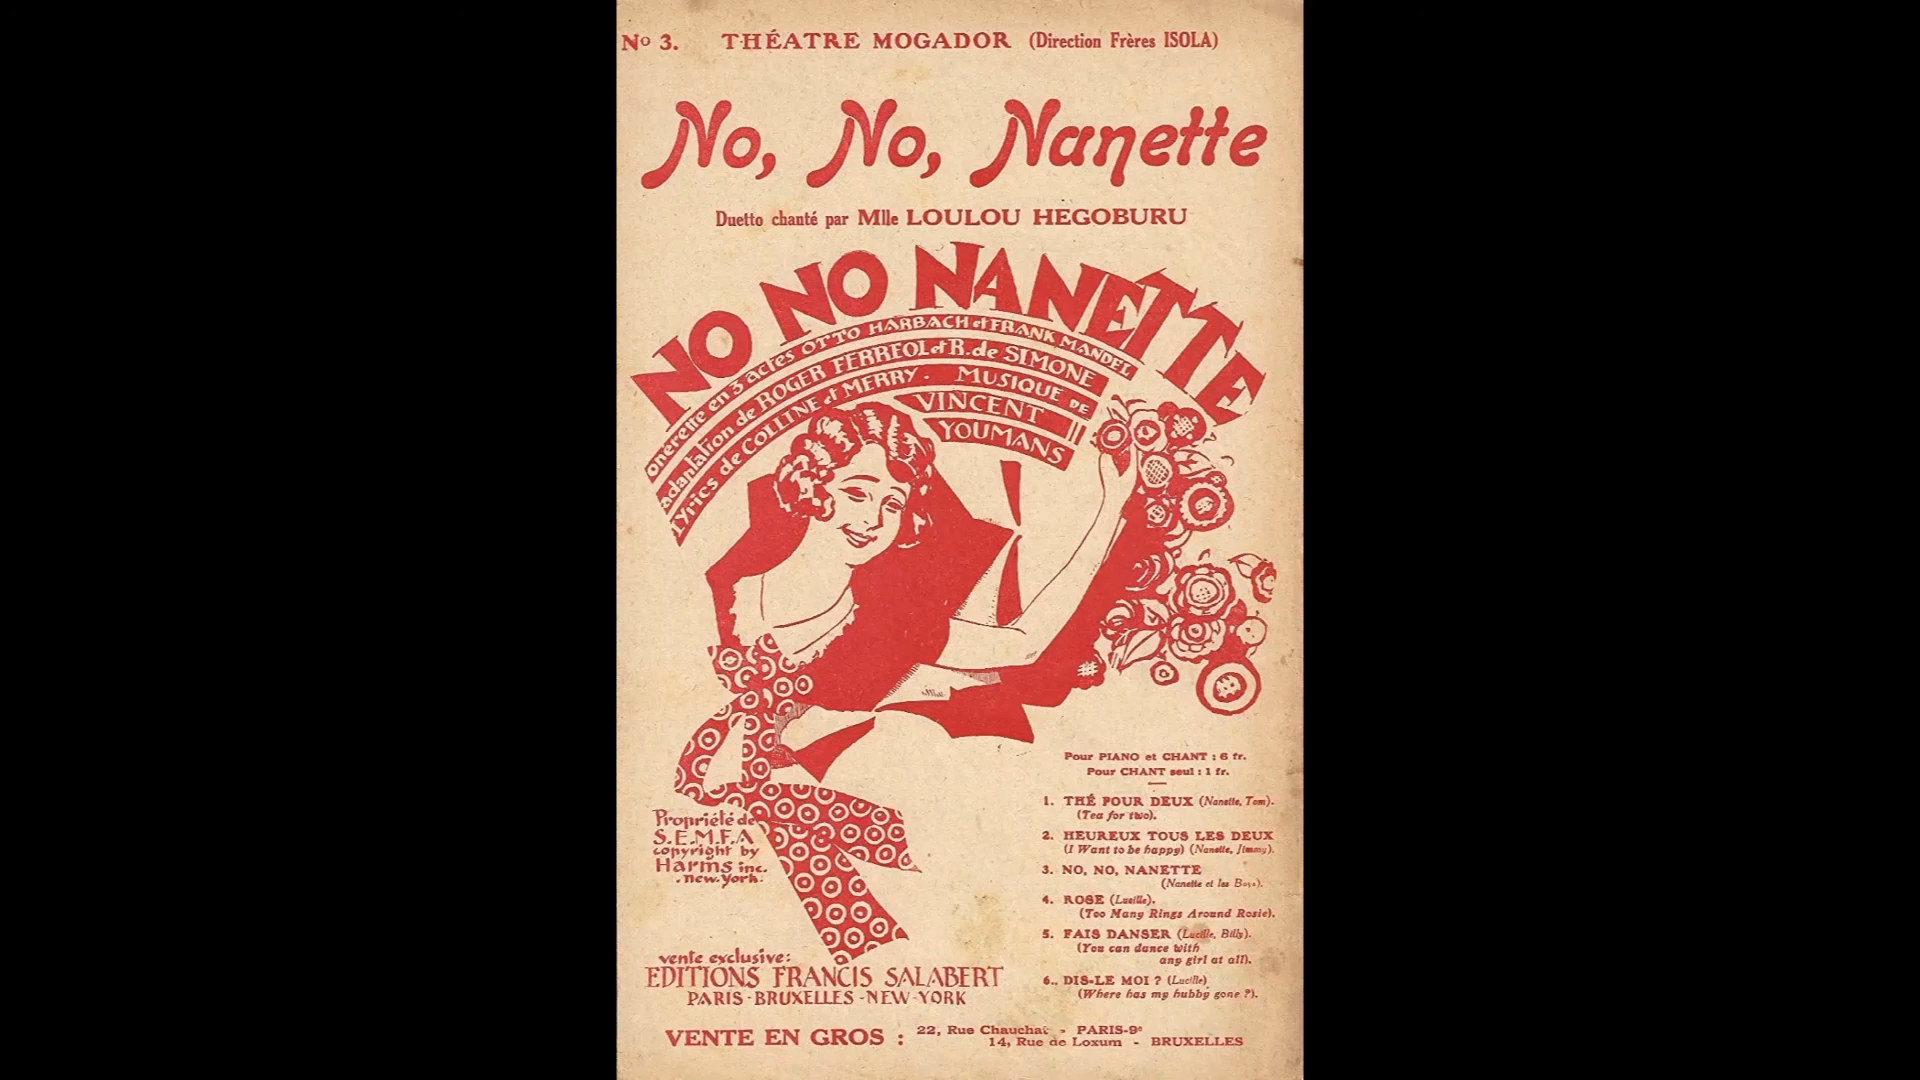 No 3. THÉATRE MOGADOR (Direction Frères ISOLA)
No, No, Nanette
Duetto chanté par Mlle LOULOU HEGOBURU
NO NO NANETTE
opérette en 3 actes OTTO HARBACH et FRANK MANDEL
adaptation de ROGER FERREOL et R. de SIMONE
lyrics de COLLINE et MERRY. MUSIQUE DE
VINCENT
YOUMANS
Pour PIANO et CHANT : 6 fr.
Pour CHANT seul : 1 fr.
1. THÉ POUR DEUX (Nanette, Tom).
(Tea for two).
2. HEUREUX TOUS LES DEUX
(I Want to be happy) (Nanette, Jimmy).
3. NO, NO, NANETTE
(Nanette et les Boys).
4. ROSE (Lucille).
(Too Many Rings Around Rosie).
5. FAIS DANSER (Lucille, Billy).
(You can dance with
any girl at all).
6.. DIS-LE MOI ? (Lucille)
(Where has my hubby gone ?).
Propriété de
S.E.M.F.A
copyright by
Harms inc.
New-York.
vente exclusive:
EDITIONS FRANCIS SALABERT
PARIS-BRUXELLES-NEW-YORK
VENTE EN GROS : 22, Rue Chauchat - PARIS-9e
14, Rue de Loxum - BRUXELLES